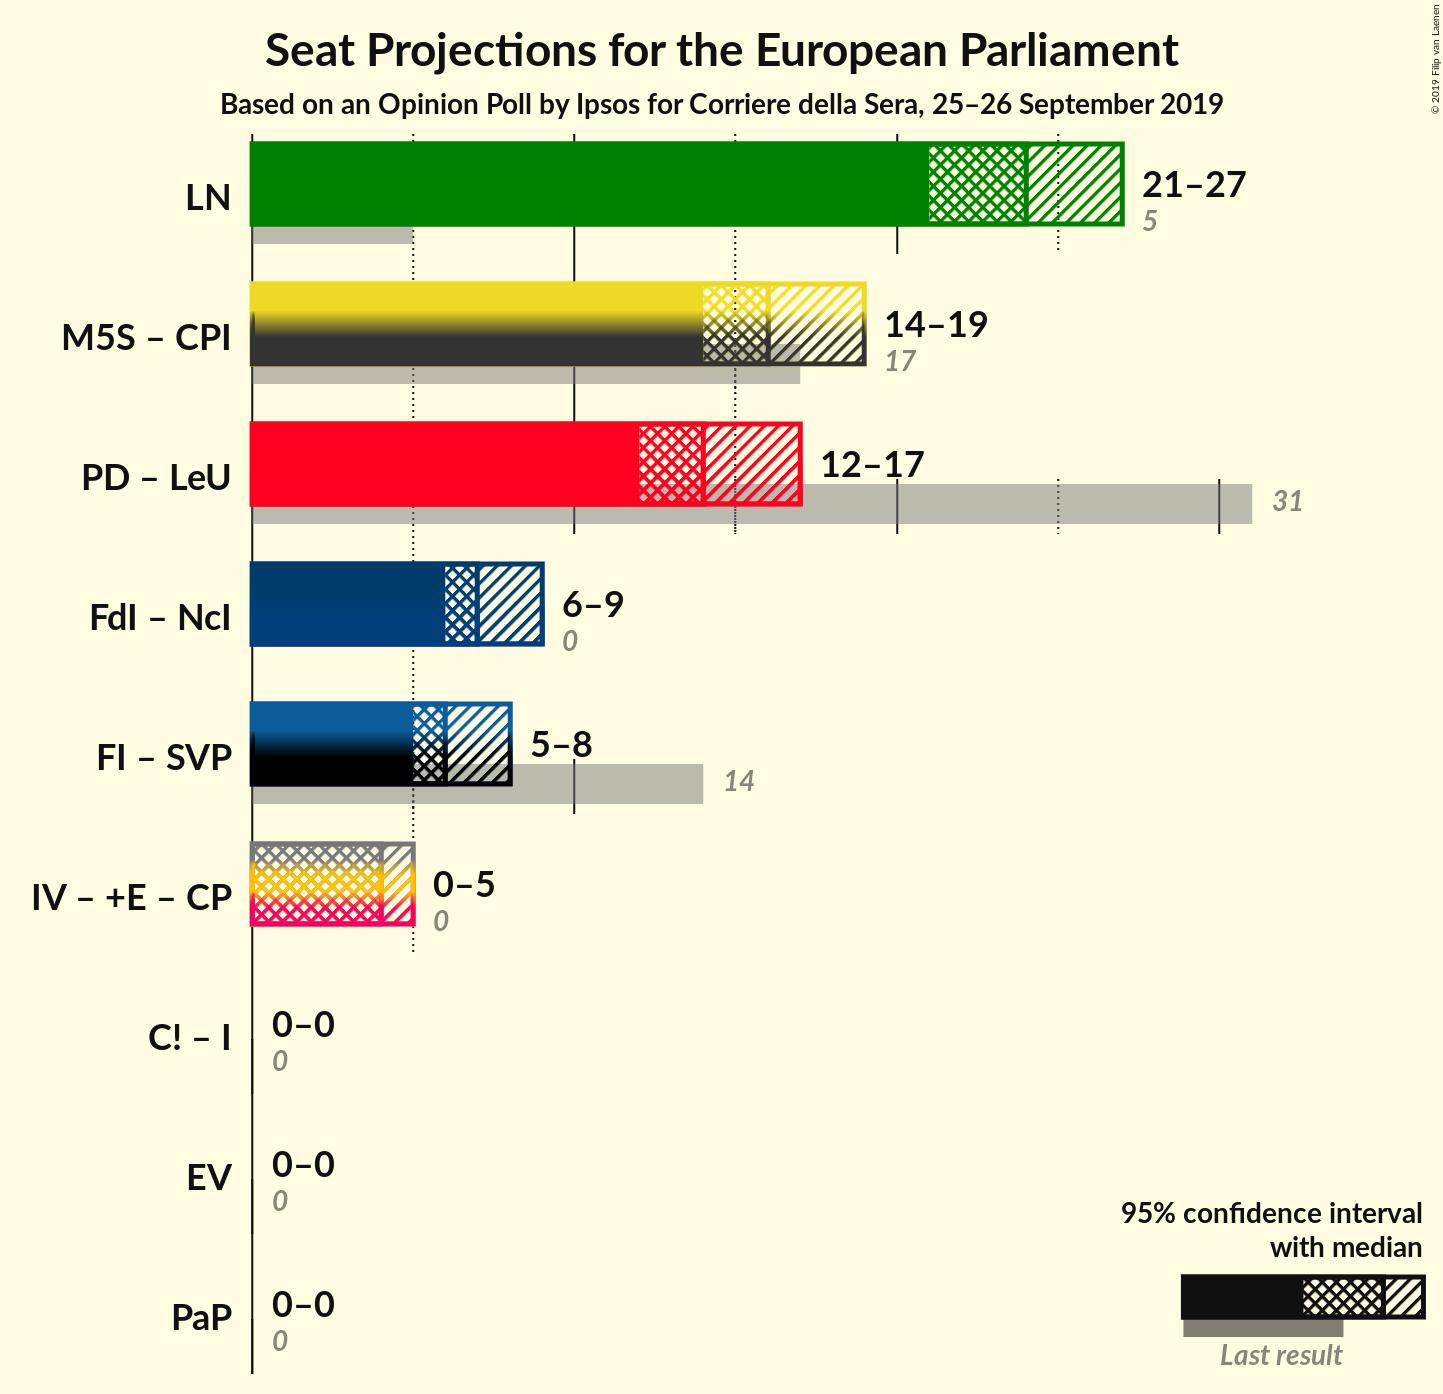 Seat Projections for the European Parliament
Based on an Opinion Poll by Ipsos for Corriere della Sera, 25–26 September 2019
© 2019 Filip van Laenen
LN
21–27
5
M5S – CPI
14–19
17
PD – LeU
12–17
31
FdI – NcI
6–9
0
FI – SVP
5–8
14
IV – +E – CP
0–5
0
C! – I
0–0
0
EV
0–0
0
PaP
0–0
0
95% confidence interval
with median
Last result